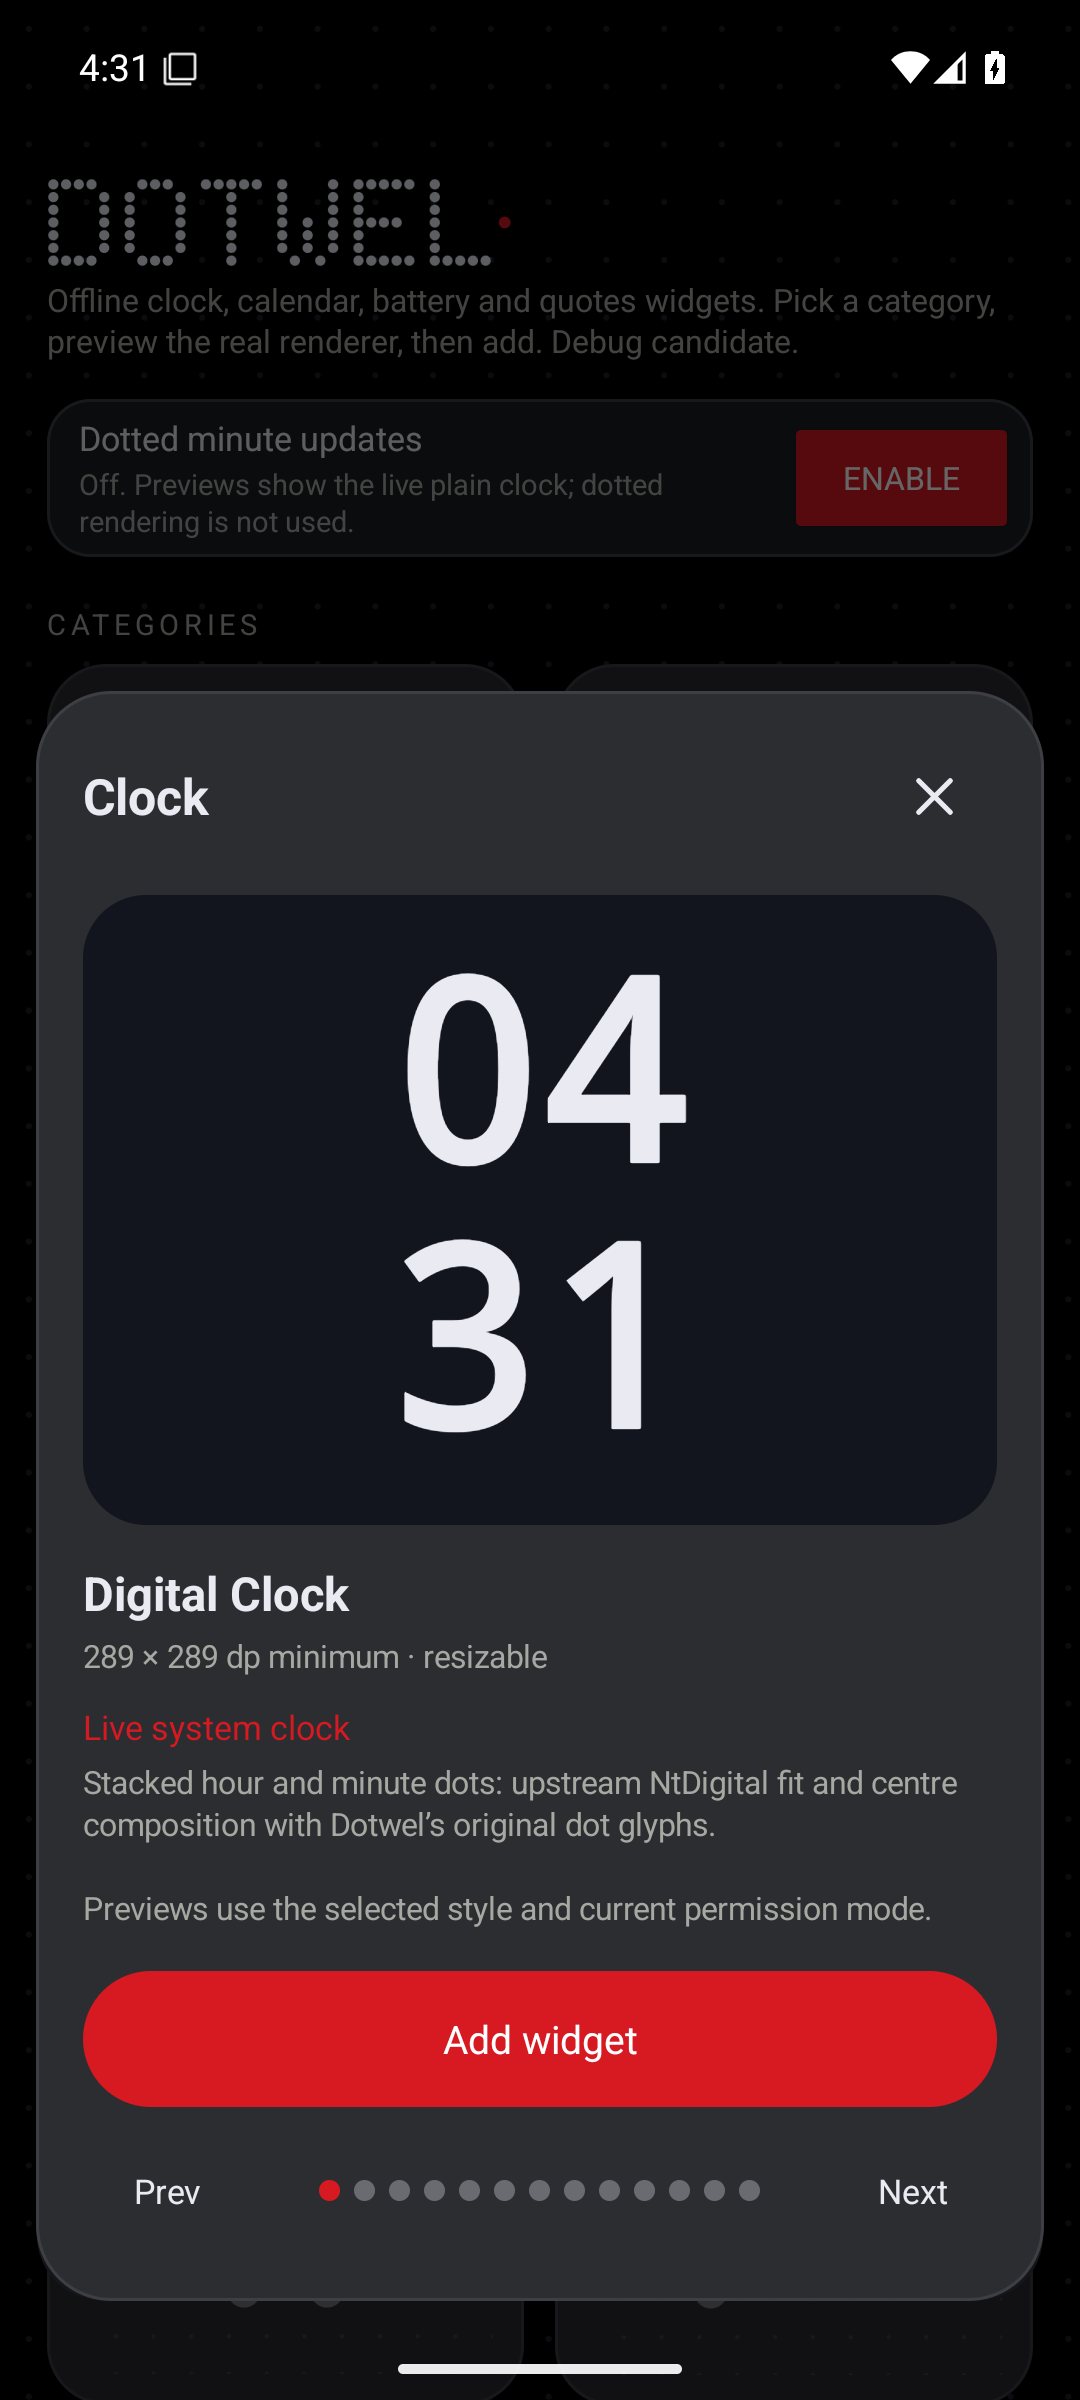 4:31
DOTWEL
Offline clock, calendar, battery and quotes widgets. Pick a category,
preview the real renderer, then add. Debug candidate.
Dotted minute updates
Off. Previews show the live plain clock; dotted
rendering is not used.
ENABLE
CATEGORIES
Clock
04
31
Digital Clock
289 × 289 dp minimum · resizable
Live system clock
Stacked hour and minute dots: upstream NtDigital fit and centre
composition with Dotwel’s original dot glyphs.
Previews use the selected style and current permission mode.
Add widget
Prev
Next